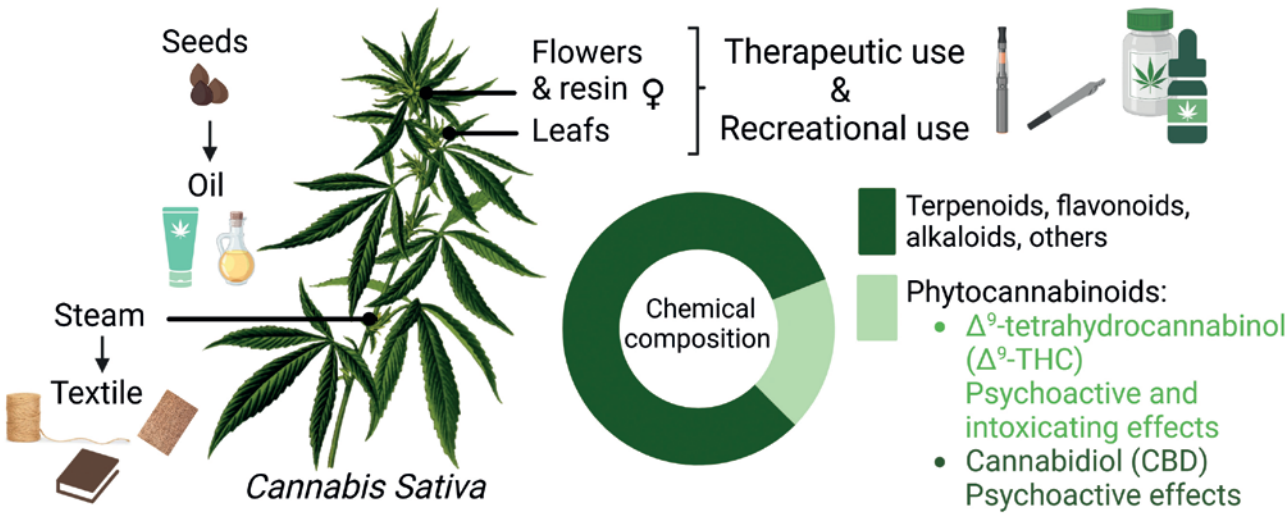 Seeds
Oil
Steam
Textile
Cannabis Sativa
Flowers
& resin ♀
Leafs
Therapeutic use
&
Recreational use
Chemical
composition
Terpenoids, flavonoids,
alkaloids, others
Phytocannabinoids:
• Δ⁹-tetrahydrocannabinol
(Δ⁹-THC)
Psychoactive and
intoxicating effects
• Cannabidiol (CBD)
Psychoactive effects